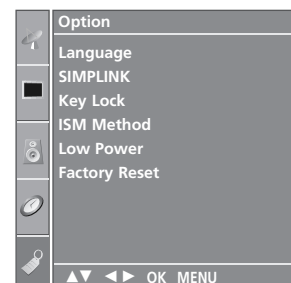 Option
Language
SIMPLINK
Key Lock
ISM Method
Low Power
Factory Reset
▲▼ ◄► OK MENU